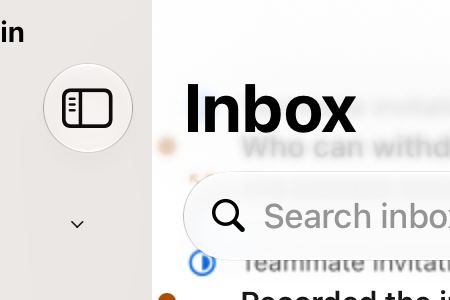 in
Inbox
Who can withd
Search inbox
Teammate invitati
Recorded the i